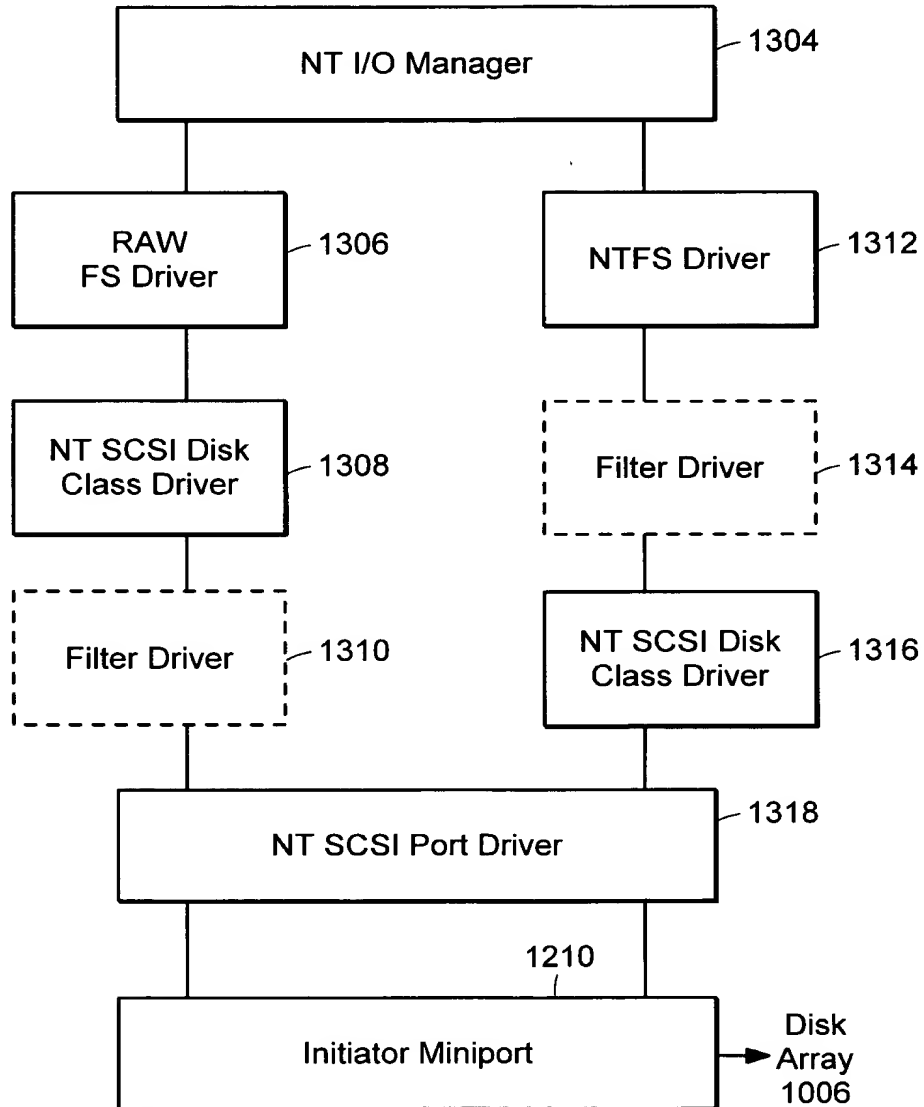 NT I/O Manager
1304
RAW
FS Driver
1306
NTFS Driver
1312
NT SCSI Disk
Class Driver
1308
Filter Driver
1314
Filter Driver
1310
NT SCSI Disk
Class Driver
1316
NT SCSI Port Driver
1318
1210
Initiator Miniport
Disk
Array
1006